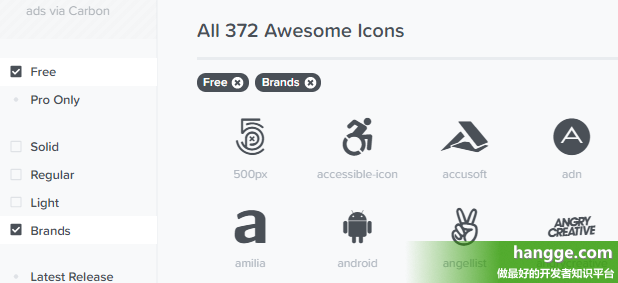 ads via Carbon
Free
Pro Only
Solid
Regular
Light
Brands
Latest Release
All 372 Awesome Icons
Free Brands
500px accessible-icon accusoft adn
A
a
ANGRY
CREATIVE
amilia android angellist angrycreative
hangge.com
做最好的开发者知识平台